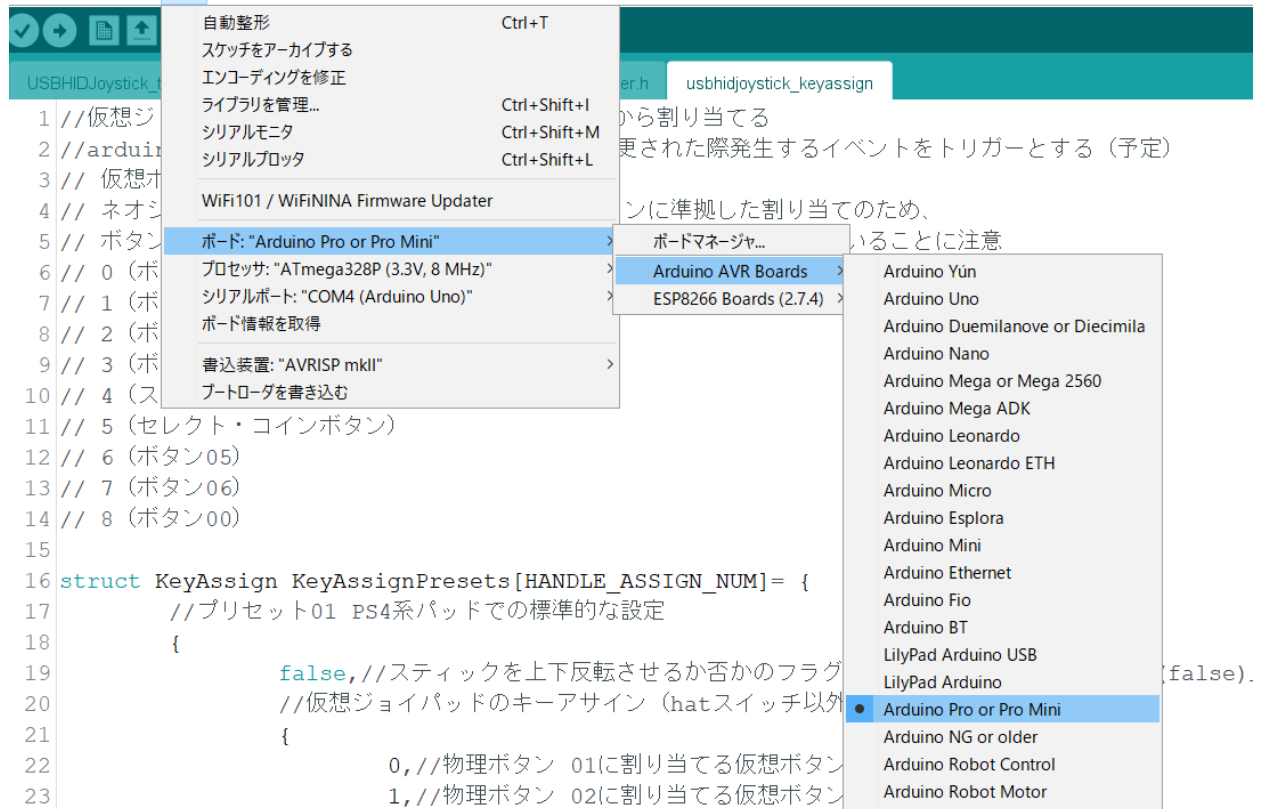 自動整形 Ctrl+T
スケッチをアーカイブする
エンコーディングを修正
ライブラリを管理... Ctrl+Shift+I
シリアルモニタ Ctrl+Shift+M
シリアルプロッタ Ctrl+Shift+L
WiFi101 / WiFiNINA Firmware Updater
ボード: "Arduino Pro or Pro Mini"
プロセッサ: "ATmega328P (3.3V, 8 MHz)"
シリアルポート: "COM4 (Arduino Uno)"
ボード情報を取得
書込装置: "AVRISP mkII"
ブートローダを書き込む
ボードマネージャ...
Arduino AVR Boards
ESP8266 Boards (2.7.4)
Arduino Yún
Arduino Uno
Arduino Duemilanove or Diecimila
Arduino Nano
Arduino Mega or Mega 2560
Arduino Mega ADK
Arduino Leonardo
Arduino Leonardo ETH
Arduino Micro
Arduino Esplora
Arduino Mini
Arduino Ethernet
Arduino Fio
Arduino BT
LilyPad Arduino USB
LilyPad Arduino
Arduino Pro or Pro Mini
Arduino NG or older
Arduino Robot Control
Arduino Robot Motor
USBHIDJoystick_t er.h usbhidjoystick_keyassign
1 //仮想ジ から割り当てる
2 //arduin 更された際発生するイベントをトリガーとする（予定）
3 // 仮想ボ
4 // ネオジ ンに準拠した割り当てのため、
5 // ボタン いることに注意
6 // 0（ボ
7 // 1（ボ
8 // 2（ボ
9 // 3（ボ
10 // 4（ス
11 // 5（セレクト・コインボタン）
12 // 6（ボタン05）
13 // 7（ボタン06）
14 // 8（ボタン00）
15
16 struct KeyAssign KeyAssignPresets[HANDLE_ASSIGN_NUM]= {
17 //プリセット01 PS4系パッドでの標準的な設定
18 {
19 false,//スティックを上下反転させるか否かのフラグ (false)
20 //仮想ジョイパッドのキーアサイン（hatスイッチ以外
21 {
22 0,//物理ボタン 01に割り当てる仮想ボタン
23 1,//物理ボタン 02に割り当てる仮想ボタン